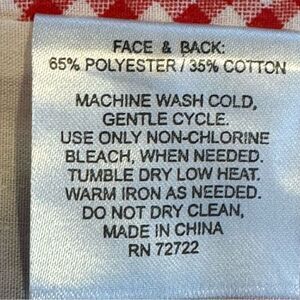 FACE & BACK:
65% POLYESTER / 35% COTTON
MACHINE WASH COLD,
GENTLE CYCLE.
USE ONLY NON-CHLORINE
BLEACH, WHEN NEEDED.
TUMBLE DRY LOW HEAT.
WARM IRON AS NEEDED.
DO NOT DRY CLEAN,
MADE IN CHINA
RN 72722